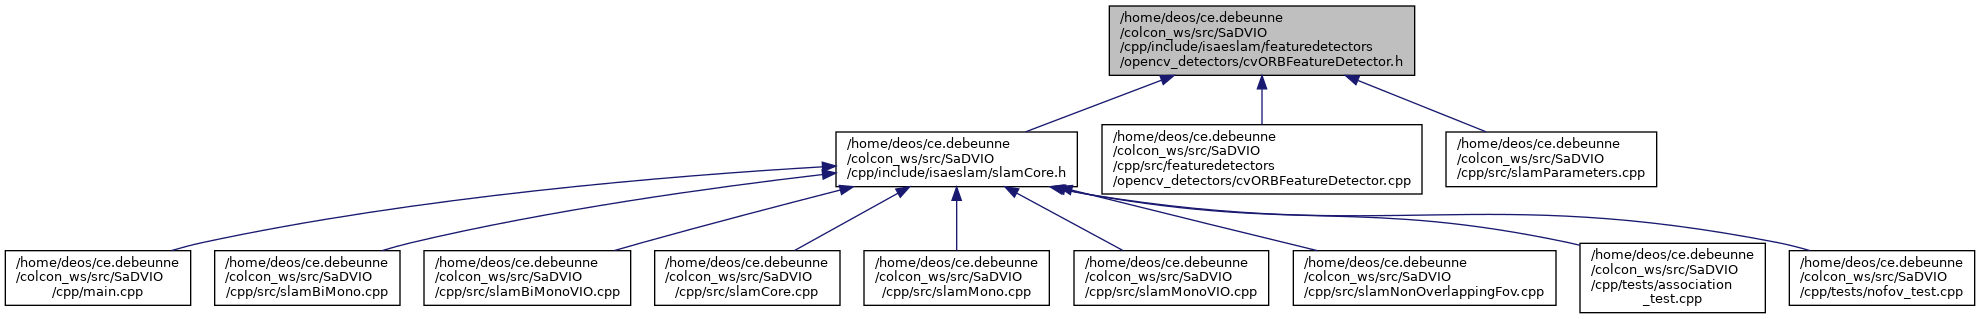 /home/deos/ce.debeunne
/colcon_ws/src/SaDVIO
/cpp/include/isaeslam/featuredetectors
/opencv_detectors/cvORBFeatureDetector.h
/home/deos/ce.debeunne
/colcon_ws/src/SaDVIO
/cpp/include/isaeslam/slamCore.h
/home/deos/ce.debeunne
/colcon_ws/src/SaDVIO
/cpp/src/featuredetectors
/opencv_detectors/cvORBFeatureDetector.cpp
/home/deos/ce.debeunne
/colcon_ws/src/SaDVIO
/cpp/src/slamParameters.cpp
/home/deos/ce.debeunne
/colcon_ws/src/SaDVIO
/cpp/main.cpp
/home/deos/ce.debeunne
/colcon_ws/src/SaDVIO
/cpp/src/slamBiMono.cpp
/home/deos/ce.debeunne
/colcon_ws/src/SaDVIO
/cpp/src/slamBiMonoVIO.cpp
/home/deos/ce.debeunne
/colcon_ws/src/SaDVIO
/cpp/src/slamCore.cpp
/home/deos/ce.debeunne
/colcon_ws/src/SaDVIO
/cpp/src/slamMono.cpp
/home/deos/ce.debeunne
/colcon_ws/src/SaDVIO
/cpp/src/slamMonoVIO.cpp
/home/deos/ce.debeunne
/colcon_ws/src/SaDVIO
/cpp/src/slamNonOverlappingFov.cpp
/home/deos/ce.debeunne
/colcon_ws/src/SaDVIO
/cpp/tests/association
_test.cpp
/home/deos/ce.debeunne
/colcon_ws/src/SaDVIO
/cpp/tests/nofov_test.cpp